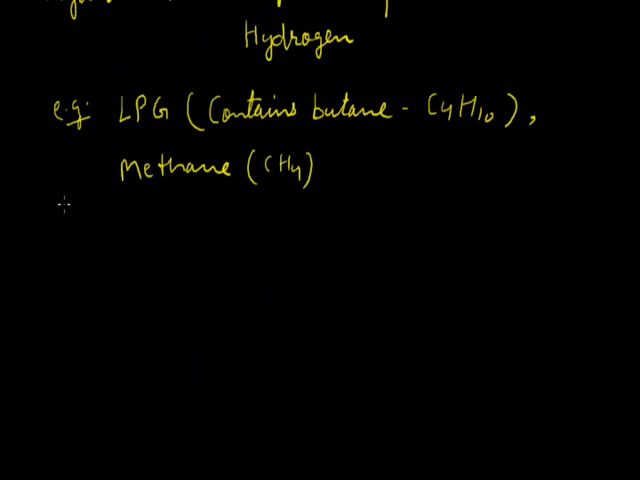 Hydrogen
e.g: LPG (Contains butane - C4H10),
Methane (CH4)